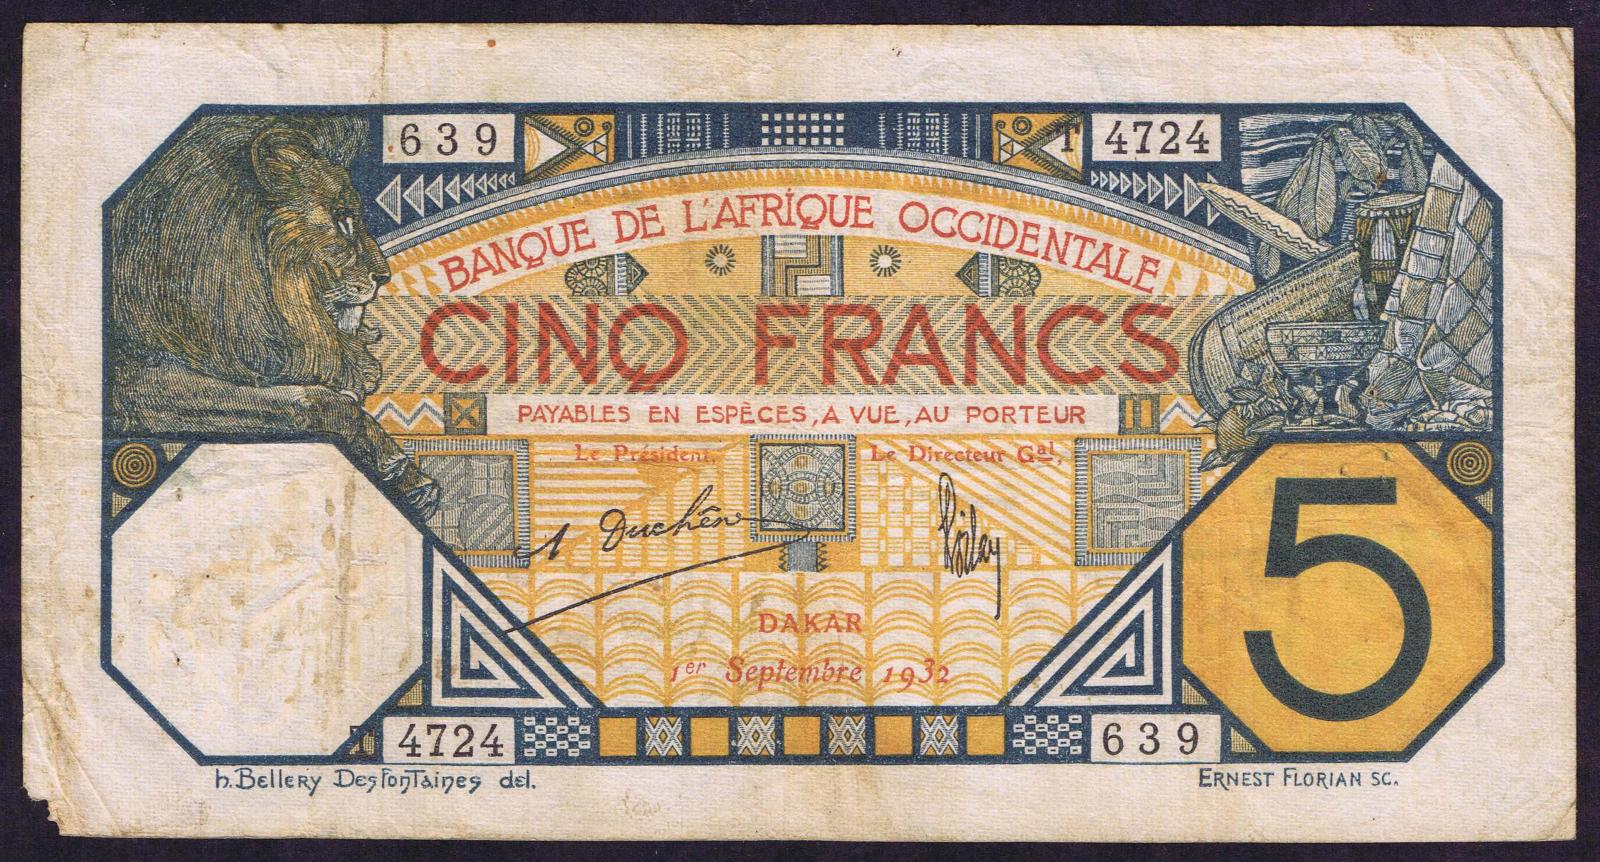 639
T 4724
BANQUE DE L'AFRIQUE OCCIDENTALE
CINQ FRANCS
PAYABLES EN ESPÈCES, A VUE, AU PORTEUR
Le Président,
Le Directeur Gal,
A Duchêne
5
DAKAR
1er Septembre 1932
T 4724
639
h. Bellery Desfontaines del.
ERNEST FLORIAN SC.